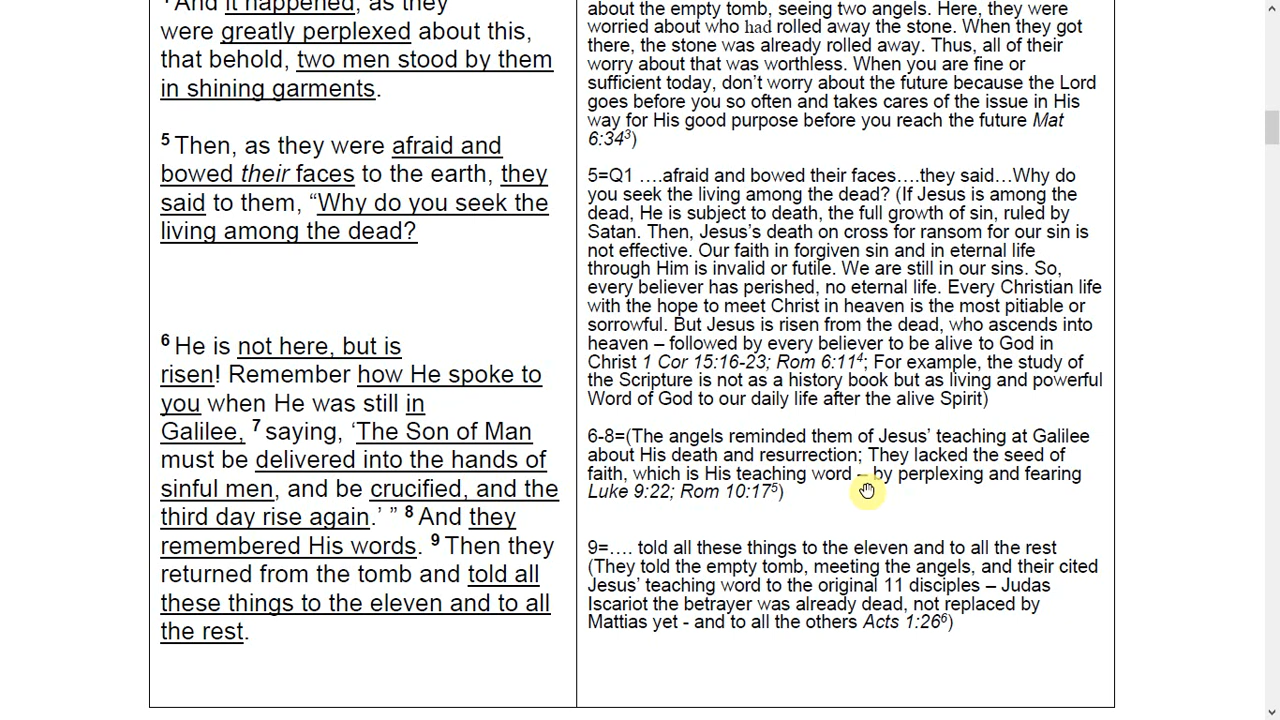 And it happened, as they
were greatly perplexed about this,
that behold, two men stood by them
in shining garments.
5 Then, as they were afraid and
bowed their faces to the earth, they
said to them, “Why do you seek the
living among the dead?
6 He is not here, but is
risen! Remember how He spoke to
you when He was still in
Galilee, 7 saying, ‘The Son of Man
must be delivered into the hands of
sinful men, and be crucified, and the
third day rise again.’ ” 8 And they
remembered His words. 9 Then they
returned from the tomb and told all
these things to the eleven and to all
the rest.
about the empty tomb, seeing two angels. Here, they were
worried about who had rolled away the stone. When they got
there, the stone was already rolled away. Thus, all of their
worry about that was worthless. When you are fine or
sufficient today, don’t worry about the future because the Lord
goes before you so often and takes cares of the issue in His
way for His good purpose before you reach the future Mat
6:34³)
5=Q1 ….afraid and bowed their faces….they said…Why do
you seek the living among the dead? (If Jesus is among the
dead, He is subject to death, the full growth of sin, ruled by
Satan. Then, Jesus’s death on cross for ransom for our sin is
not effective. Our faith in forgiven sin and in eternal life
through Him is invalid or futile. We are still in our sins. So,
every believer has perished, no eternal life. Every Christian life
with the hope to meet Christ in heaven is the most pitiable or
sorrowful. But Jesus is risen from the dead, who ascends into
heaven – followed by every believer to be alive to God in
Christ 1 Cor 15:16-23; Rom 6:11⁴; For example, the study of
the Scripture is not as a history book but as living and powerful
Word of God to our daily life after the alive Spirit)
6-8=(The angels reminded them of Jesus’ teaching at Galilee
about His death and resurrection; They lacked the seed of
faith, which is His teaching word – by perplexing and fearing
Luke 9:22; Rom 10:17⁵)
9=…. told all these things to the eleven and to all the rest
(They told the empty tomb, meeting the angels, and their cited
Jesus’ teaching word to the original 11 disciples – Judas
Iscariot the betrayer was already dead, not replaced by
Mattias yet - and to all the others Acts 1:26⁶)